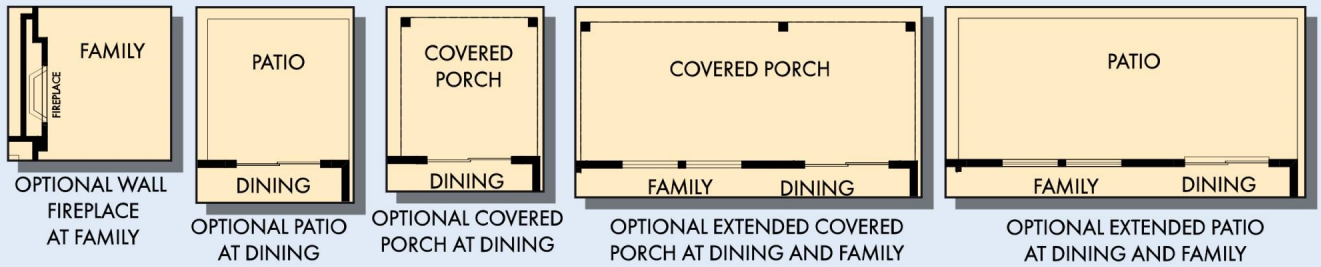 FAMILY
FIREPLACE
OPTIONAL WALL
FIREPLACE
AT FAMILY
PATIO
DINING
OPTIONAL PATIO
AT DINING
COVERED
PORCH
DINING
OPTIONAL COVERED
PORCH AT DINING
COVERED PORCH
FAMILY DINING
OPTIONAL EXTENDED COVERED
PORCH AT DINING AND FAMILY
PATIO
FAMILY DINING
OPTIONAL EXTENDED PATIO
AT DINING AND FAMILY